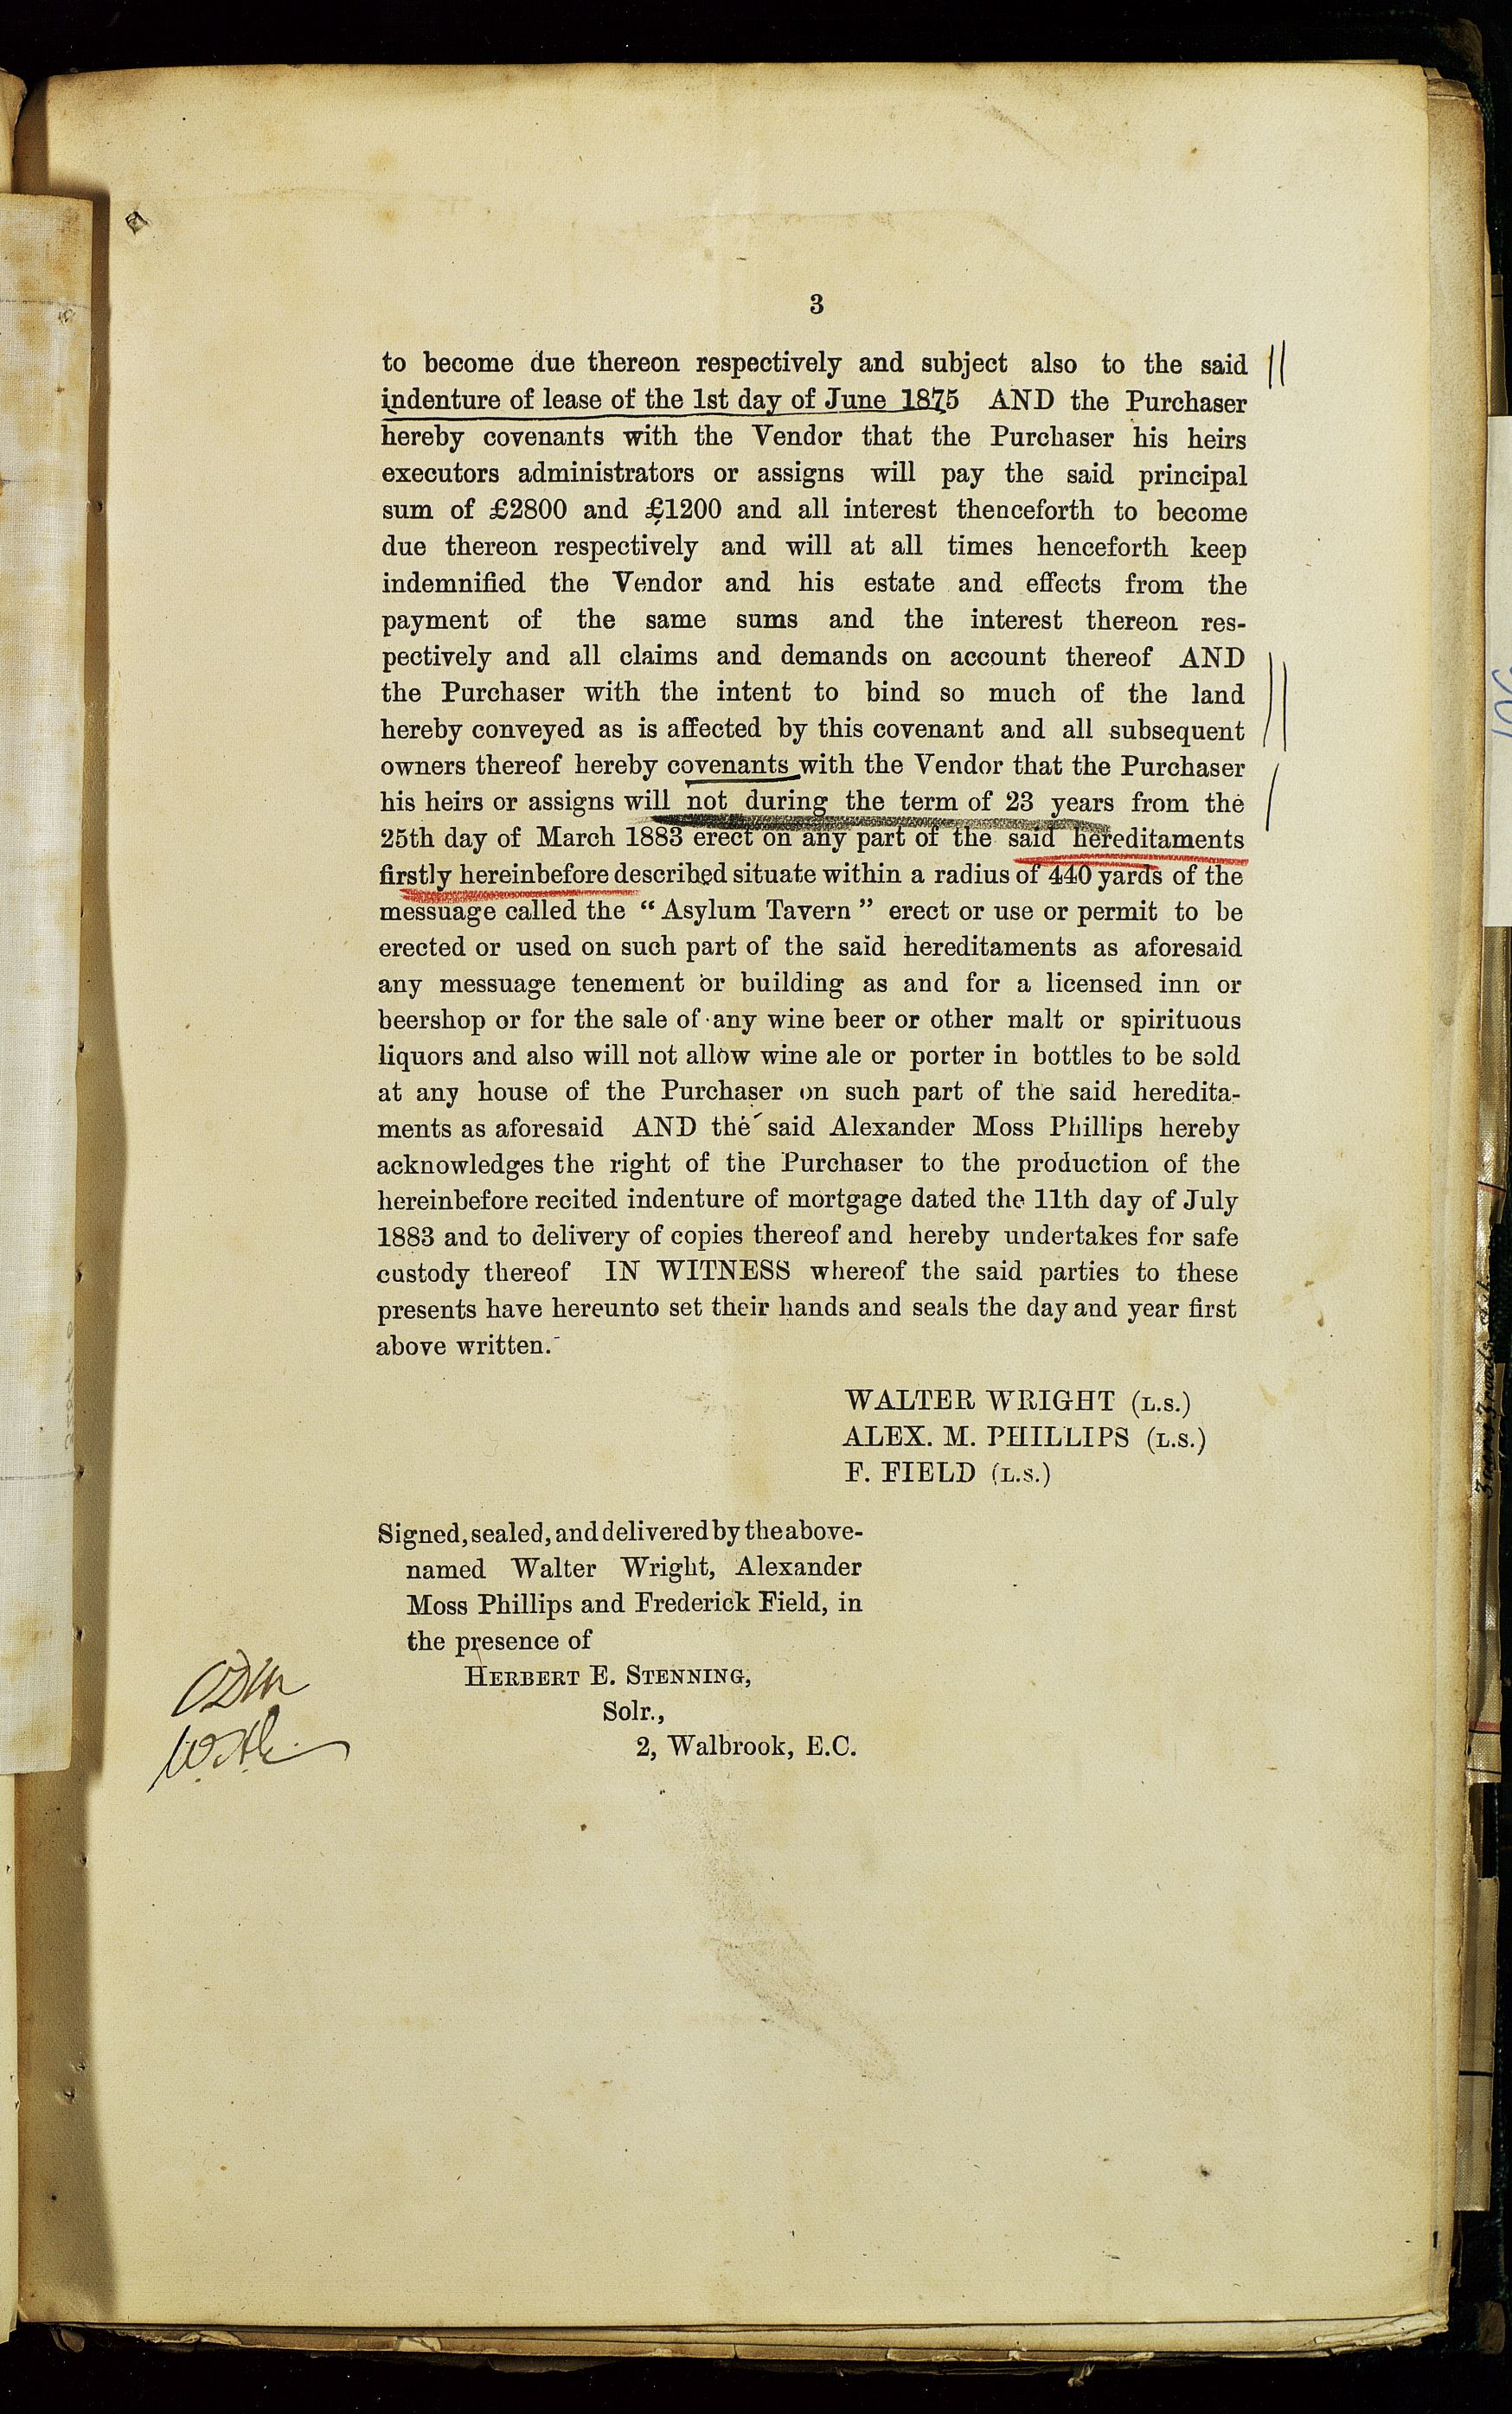 3
to become due thereon respectively and subject also to the said
indenture of lease of the 1st day of June 1875 AND the Purchaser
hereby covenants with the Vendor that the Purchaser his heirs
executors administrators or assigns will pay the said principal
sum of £2800 and £1200 and all interest thenceforth to become
due thereon respectively and will at all times henceforth keep
indemnified the Vendor and his estate and effects from the
payment of the same sums and the interest thereon res-
pectively and all claims and demands on account thereof AND
the Purchaser with the intent to bind so much of the land
hereby conveyed as is affected by this covenant and all subsequent
owners thereof hereby covenants with the Vendor that the Purchaser
his heirs or assigns will not during the term of 23 years from the
25th day of March 1883 erect on any part of the said hereditaments
firstly hereinbefore described situate within a radius of 440 yards of the
messuage called the “ Asylum Tavern ” erect or use or permit to be
erected or used on such part of the said hereditaments as aforesaid
any messuage tenement or building as and for a licensed inn or
beershop or for the sale of any wine beer or other malt or spirituous
liquors and also will not allow wine ale or porter in bottles to be sold
at any house of the Purchaser on such part of the said heredita-
ments as aforesaid AND the said Alexander Moss Phillips hereby
acknowledges the right of the Purchaser to the production of the
hereinbefore recited indenture of mortgage dated the 11th day of July
1883 and to delivery of copies thereof and hereby undertakes for safe
custody thereof IN WITNESS whereof the said parties to these
presents have hereunto set their hands and seals the day and year first
above written.
WALTER WRIGHT (L.S.)
ALEX. M. PHILLIPS (L.S.)
F. FIELD (L.S.)
Signed, sealed, and delivered by the above-
named Walter Wright, Alexander
Moss Phillips and Frederick Field, in
the presence of
HERBERT E. STENNING,
Solr.,
2, Walbrook, E.C.